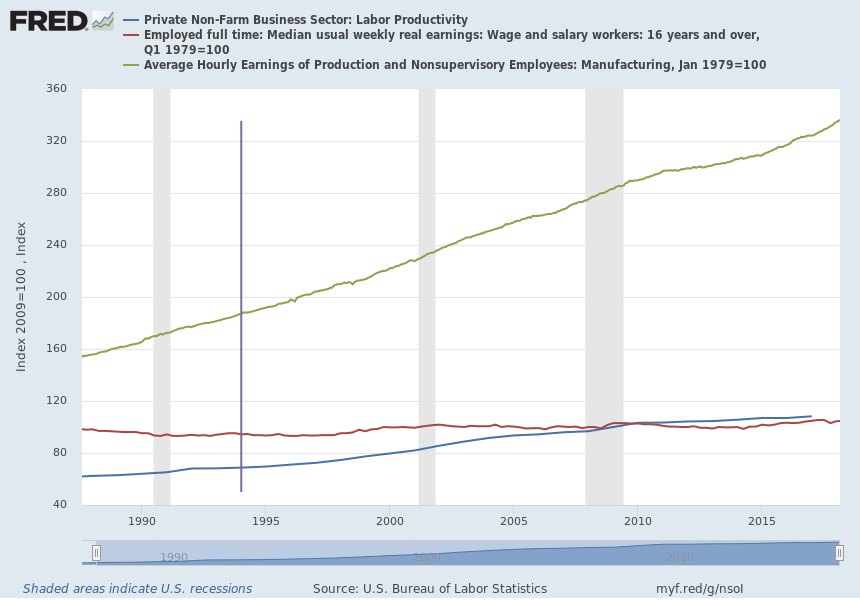 FRED
Private Non-Farm Business Sector: Labor Productivity
Employed full time: Median usual weekly real earnings: Wage and salary workers: 16 years and over,
Q1 1979=100
Average Hourly Earnings of Production and Nonsupervisory Employees: Manufacturing, Jan 1979=100
Index 2009=100 , Index
360
320
280
240
200
160
120
80
40
1990 1995 2000 2005 2010 2015
1990 2000 2010
Shaded areas indicate U.S. recessions Source: U.S. Bureau of Labor Statistics myf.red/g/nsoI